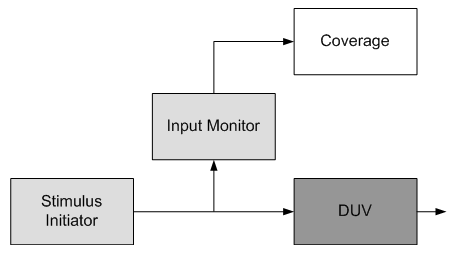 Coverage
Input Monitor
Stimulus
Initiator
DUV